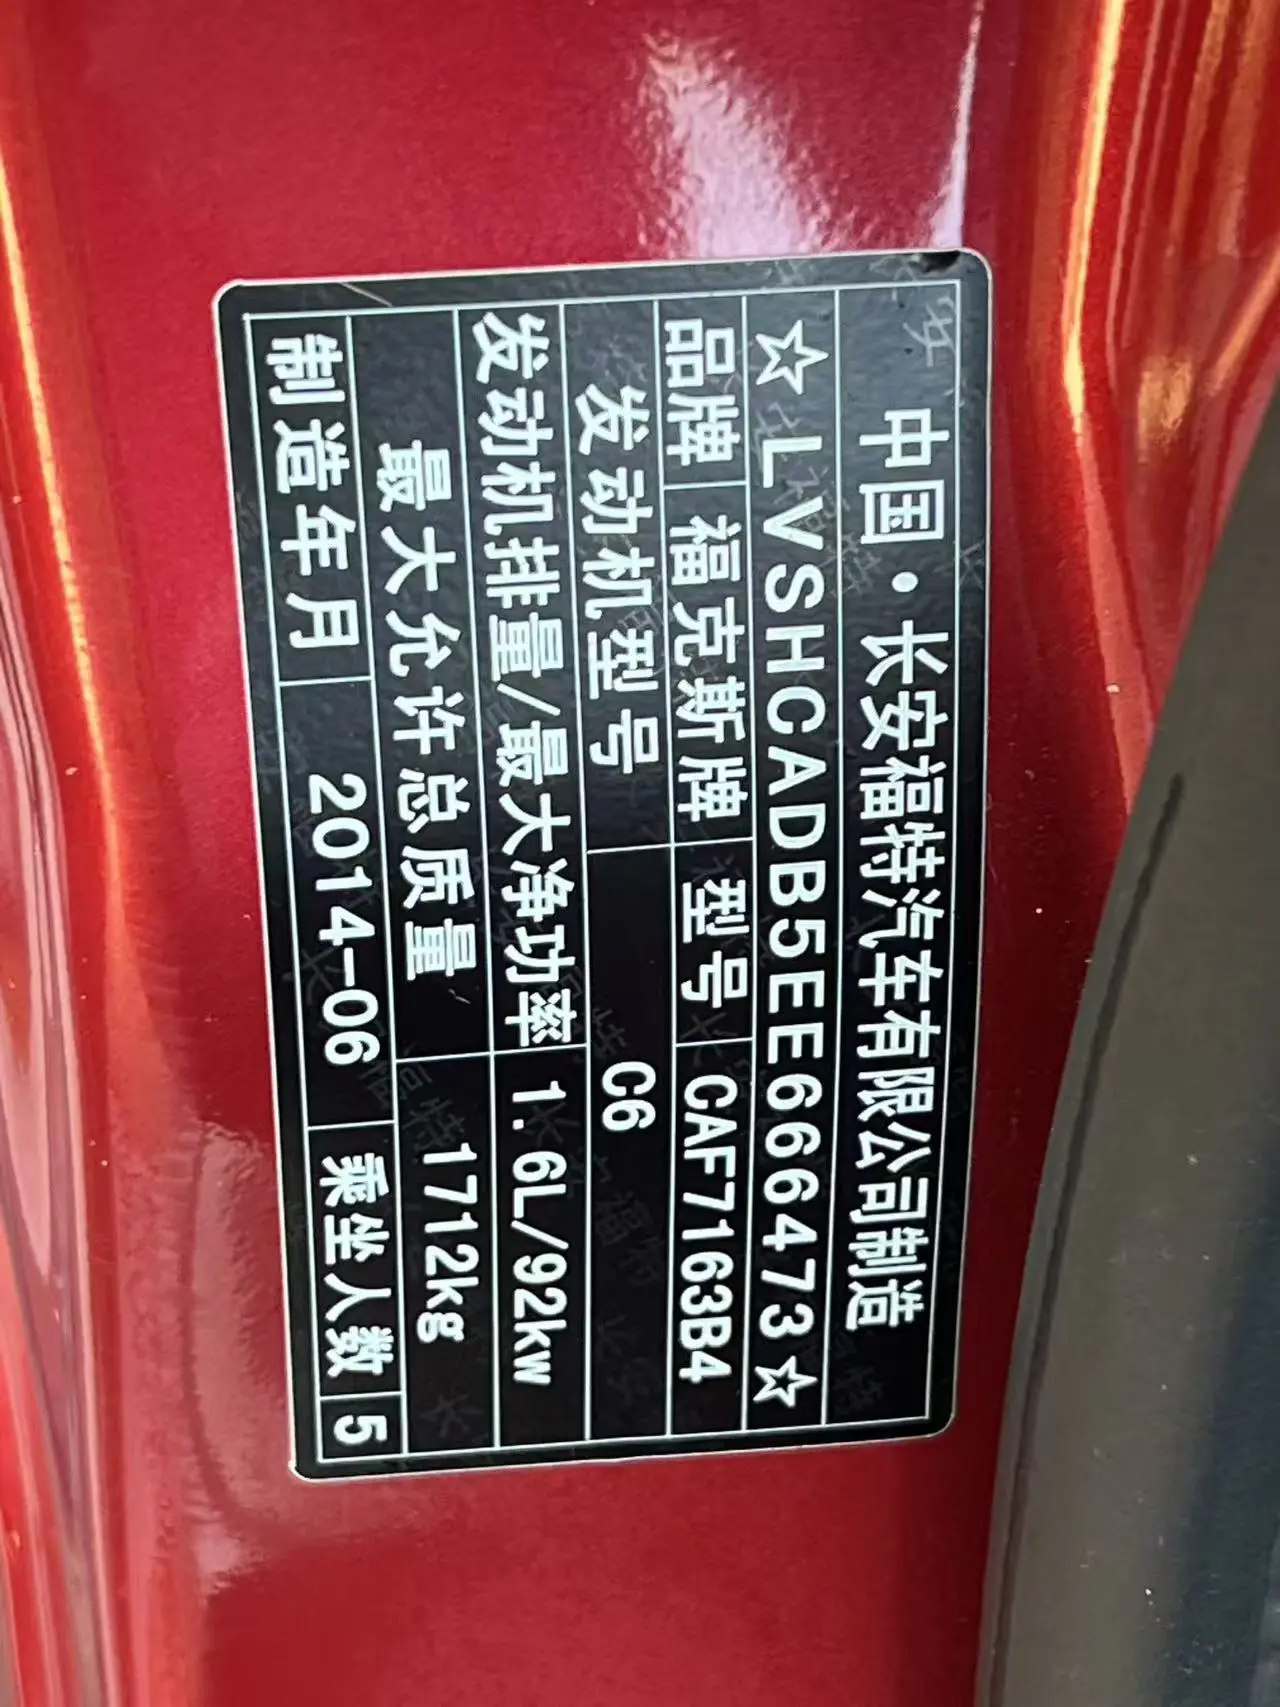 中国·长安福特汽车有限公司制造
☆LVSHCADB5EE666473☆
品牌 福克斯牌 型号 CAF7163B4
发动机型号 C6
发动机排量/最大净功率 1.6L/92kw
最大允许总质量 1712kg
制造年月 2014-06 乘坐人数 5